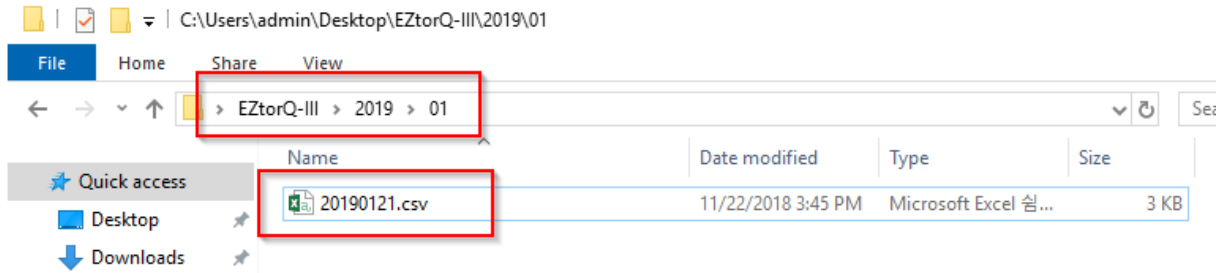 C:\Users\admin\Desktop\EZtorQ-III\2019\01
File Home Share View
EZtorQ-III > 2019 > 01
Name Date modified Type Size
Quick access
20190121.csv 11/22/2018 3:45 PM Microsoft Excel 쉼... 3 KB
Desktop
Downloads